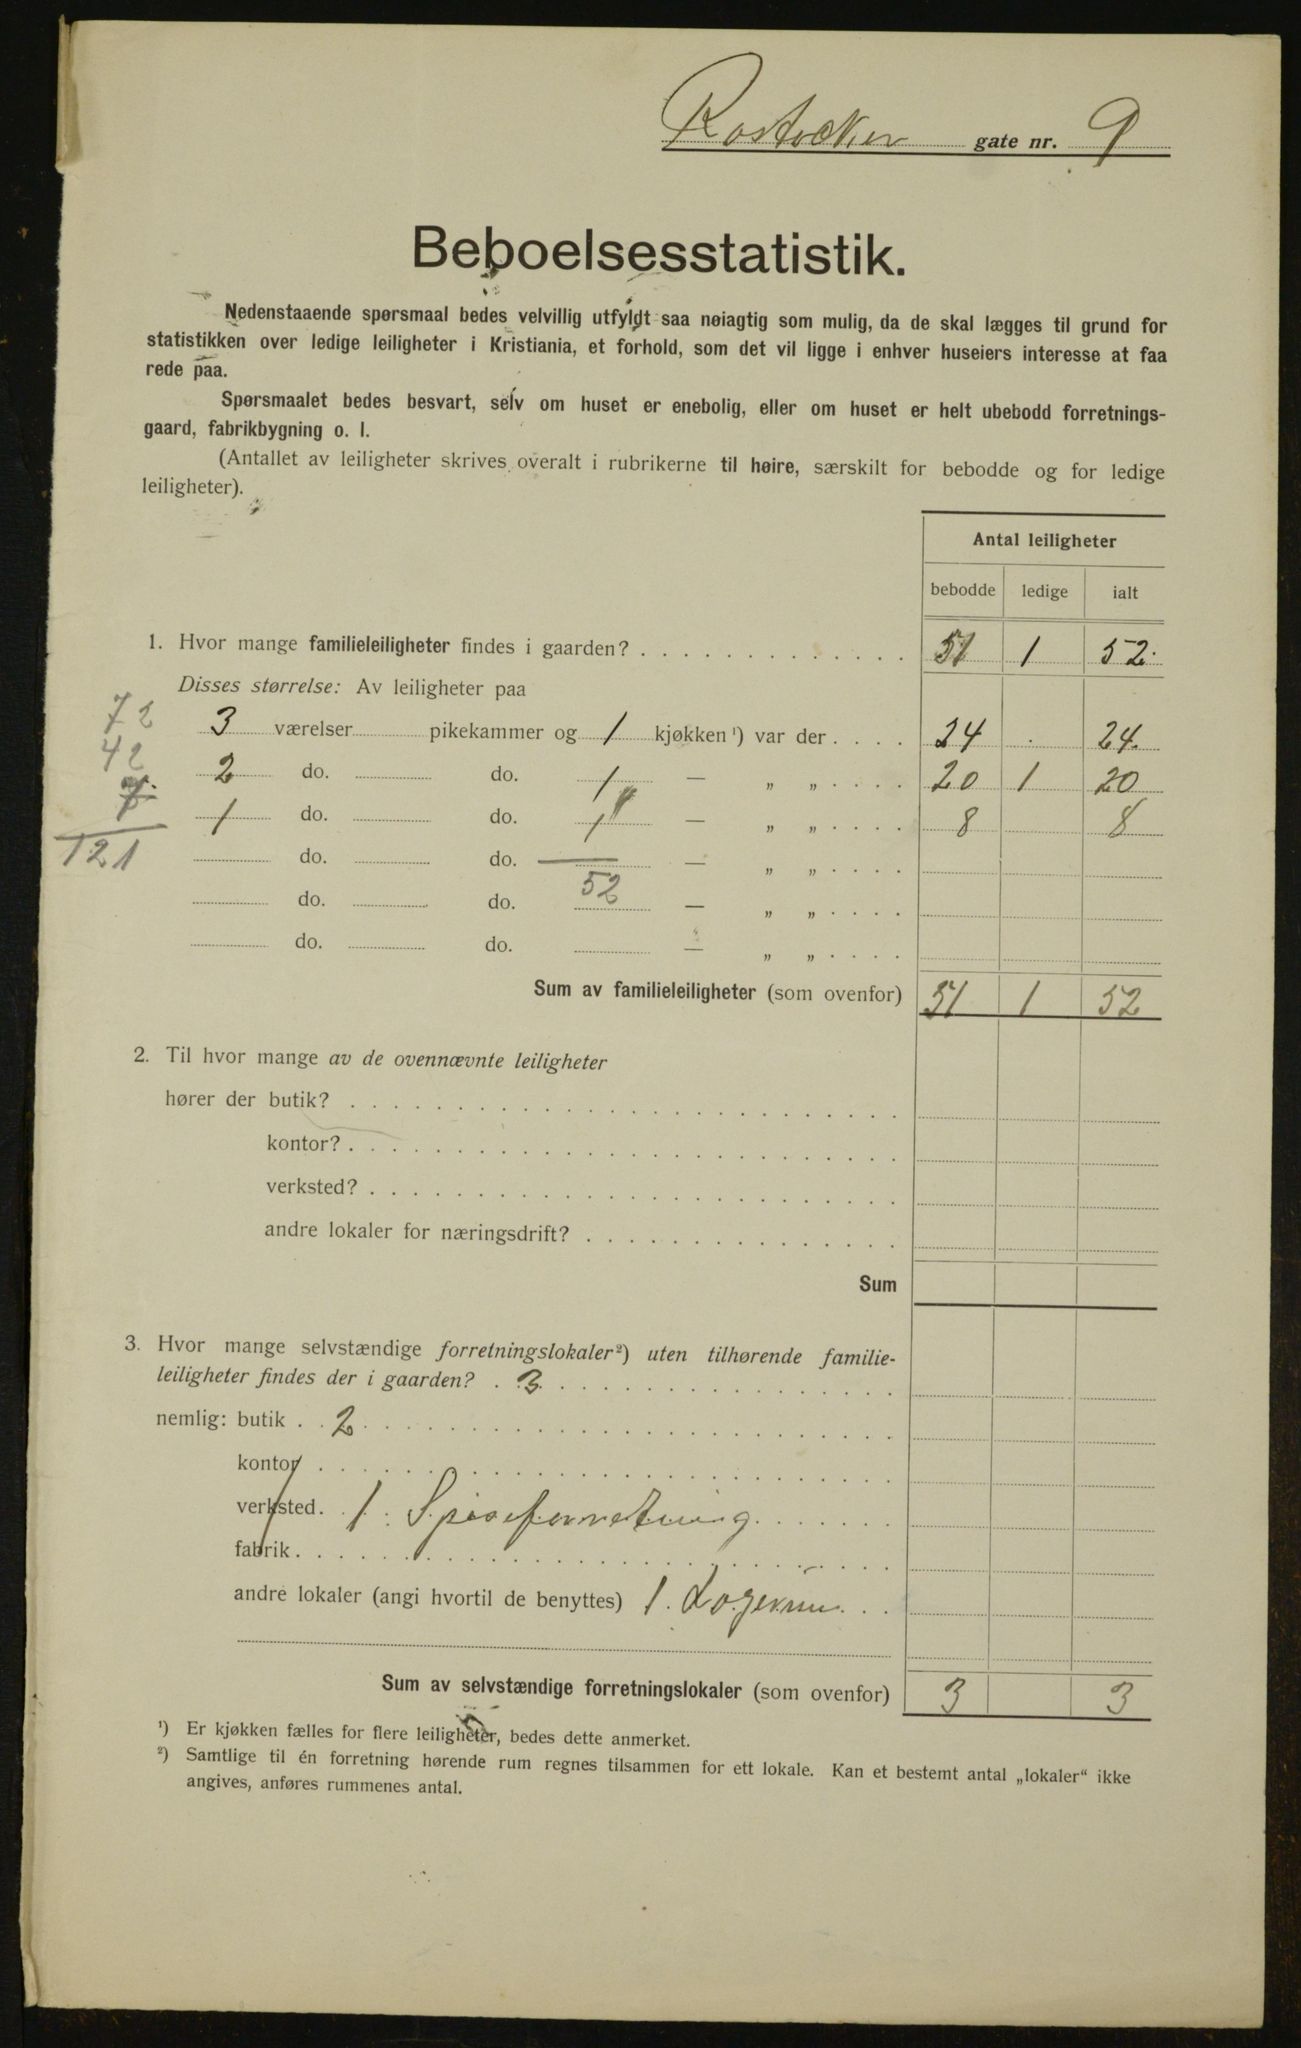 Rostocker gate nr. 9
Beboelsesstatistik.
Nedenstaaende spørsmaal bedes velvillig utfyldt saa nøiagtig som mulig, da de skal lægges til grund for
statistikken over ledige leiligheter i Kristiania, et forhold, som det vil ligge i enhver huseiers interesse at faa
rede paa.
Spørsmaalet bedes besvart, selv om huset er enebolig, eller om huset er helt ubebodd forretnings-
gaard, fabrikbygning o. l.
(Antallet av leiligheter skrives overalt i rubrikerne til høire, særskilt for bebodde og for ledige
leiligheter).
Antal leiligheter
bebodde ledige ialt
1. Hvor mange familieleiligheter findes i gaarden? . . . . . . . . . . . . . 51 1 52.
Disses størrelse: Av leiligheter paa
72 3 værelser pikekammer og 1 kjøkken ¹) var der . . . . 24 24.
42 2 do. do. 1 — „ „ . . . . 20 1 20
7. 1 do. do. 1 — „ „ . . . . 8 8
121 do. do. — „ „ . . . .
do. do. 52 — „ „ . . . .
do. do. — „ „ . . . .
Sum av familieleiligheter (som ovenfor) 51 1 52
2. Til hvor mange av de ovennævnte leiligheter
hører der butik? . . . . . . . . . . . . . . . . . . . . .
kontor? . . . . . . . . . . . . . . . . . . . . .
verksted? . . . . . . . . . . . . . . . . . . . .
andre lokaler for næringsdrift? . . . . . . . . . . . .
Sum
3. Hvor mange selvstændige forretningslokaler²) uten tilhørende familie-
leiligheter findes der i gaarden? . 3 . . . . . . . . . . . . .
nemlig: butik . . 2 . . . . . . . . . . . . . . . . . . . .
kontor . . . . . . . . . . . . . . . . . . . . . .
verksted. . 1. Spiseforretning . . . . . .
fabrik. . . . . . . . . . . . . . . . . . . . . . .
andre lokaler (angi hvortil de benyttes) 1. Lagerrum . . .
Sum av selvstændige forretningslokaler (som ovenfor) 3 3
¹) Er kjøkken fælles for flere leiligheter, bedes dette anmerket.
²) Samtlige til én forretning hørende rum regnes tilsammen for ett lokale. Kan et bestemt antal „lokaler“ ikke
angives, anføres rummenes antal.